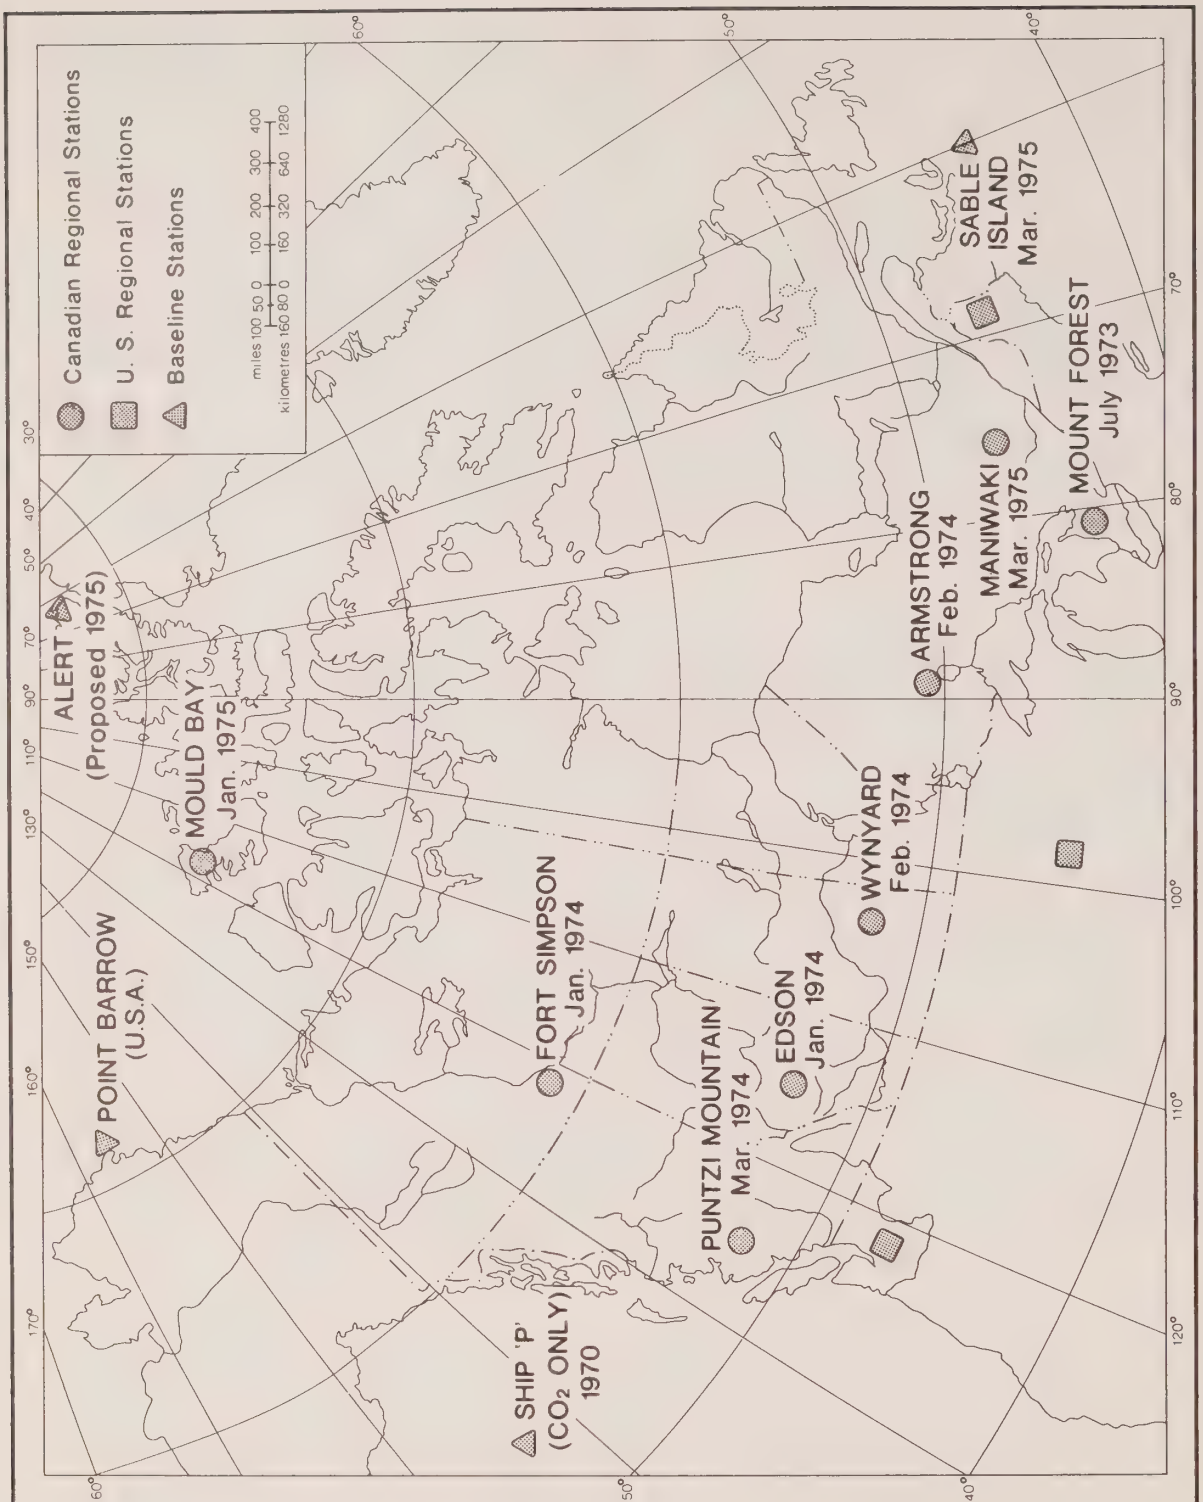 Canadian Regional Stations
U. S. Regional Stations
Baseline Stations
miles 100 50 0 100 200 300 400
kilometres 160 80 0 160 320 640 1280
ALERT
(Proposed 1975)
MOULD BAY
Jan. 1975
POINT BARROW
(U.S.A.)
FORT SIMPSON
Jan. 1974
SHIP 'P'
(CO₂ ONLY)
1970
PUNTZI MOUNTAIN
Mar. 1974
EDSON
Jan. 1974
WYNYARD
Feb. 1974
ARMSTRONG
Feb. 1974
MANIWAKI
Mar. 1975
MOUNT FOREST
July 1973
SABLE
ISLAND
Mar. 1975
60°
170°
160°
150°
130°
110°
90°
70°
50°
40°
30°
60°
50°
40°
50°
40°
120°
110°
100°
90°
80°
70°